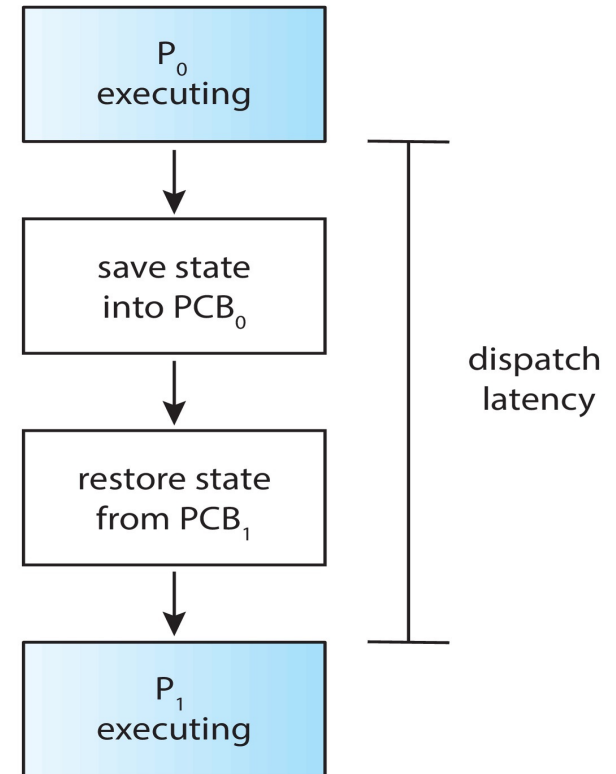 P₀
executing
save state
into PCB₀
restore state
from PCB₁
P₁
executing
dispatch
latency